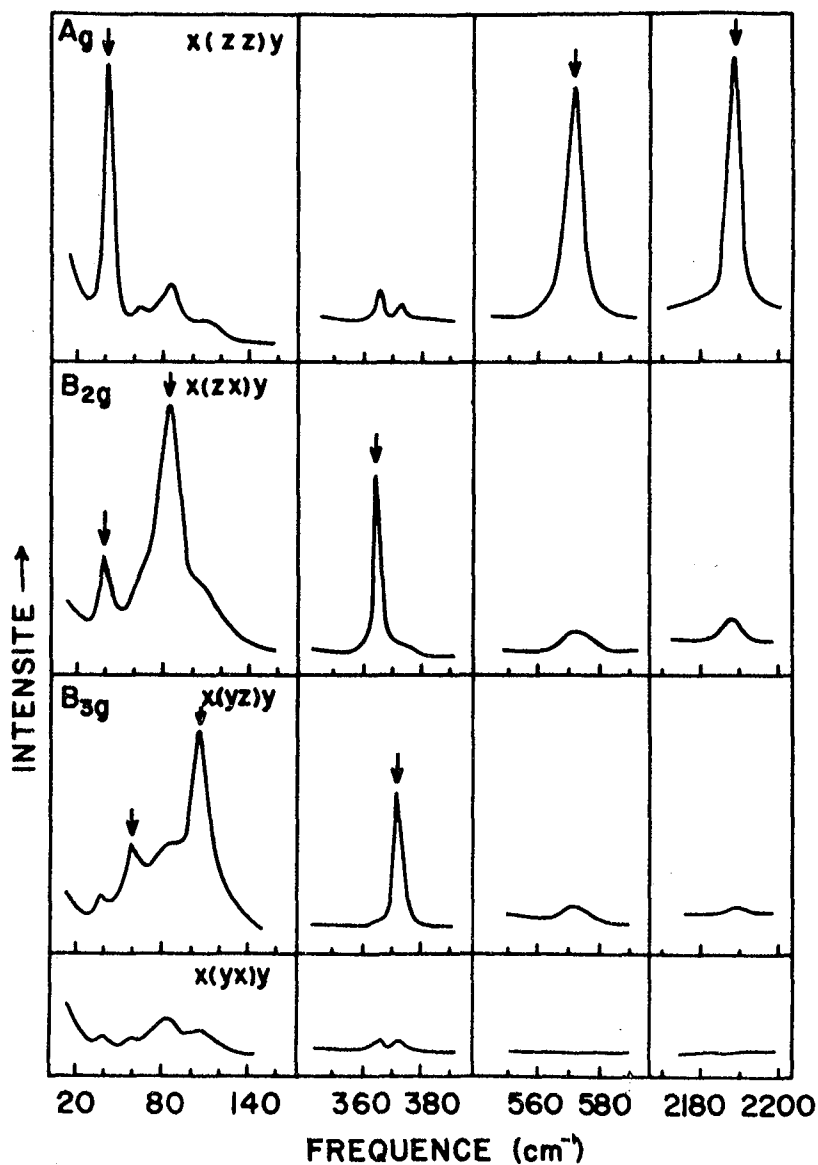 Ag x(zz)y
B2g x(zx)y
B3g x(yz)y
x(yx)y
INTENSITE →
20 80 140 360 380 560 580 2180 2200
FREQUENCE (cm⁻¹)